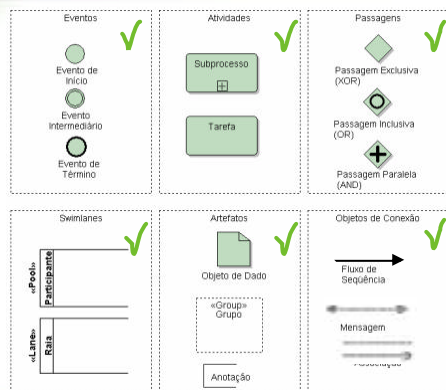 Eventos
Evento de
Início
Evento
Intermediário
Evento de
Término
Atividades
Subprocesso
Tarefa
Passagens
Passagem Exclusiva
(XOR)
Passagem Inclusiva
(OR)
Passagem Paralela
(AND)
Swimlanes
«Pool»
Participante
«Lane»
Raia
Artefatos
Objeto de Dado
«Group»
Grupo
Anotação
Objetos de Conexão
Fluxo de
Seqüência
Mensagem